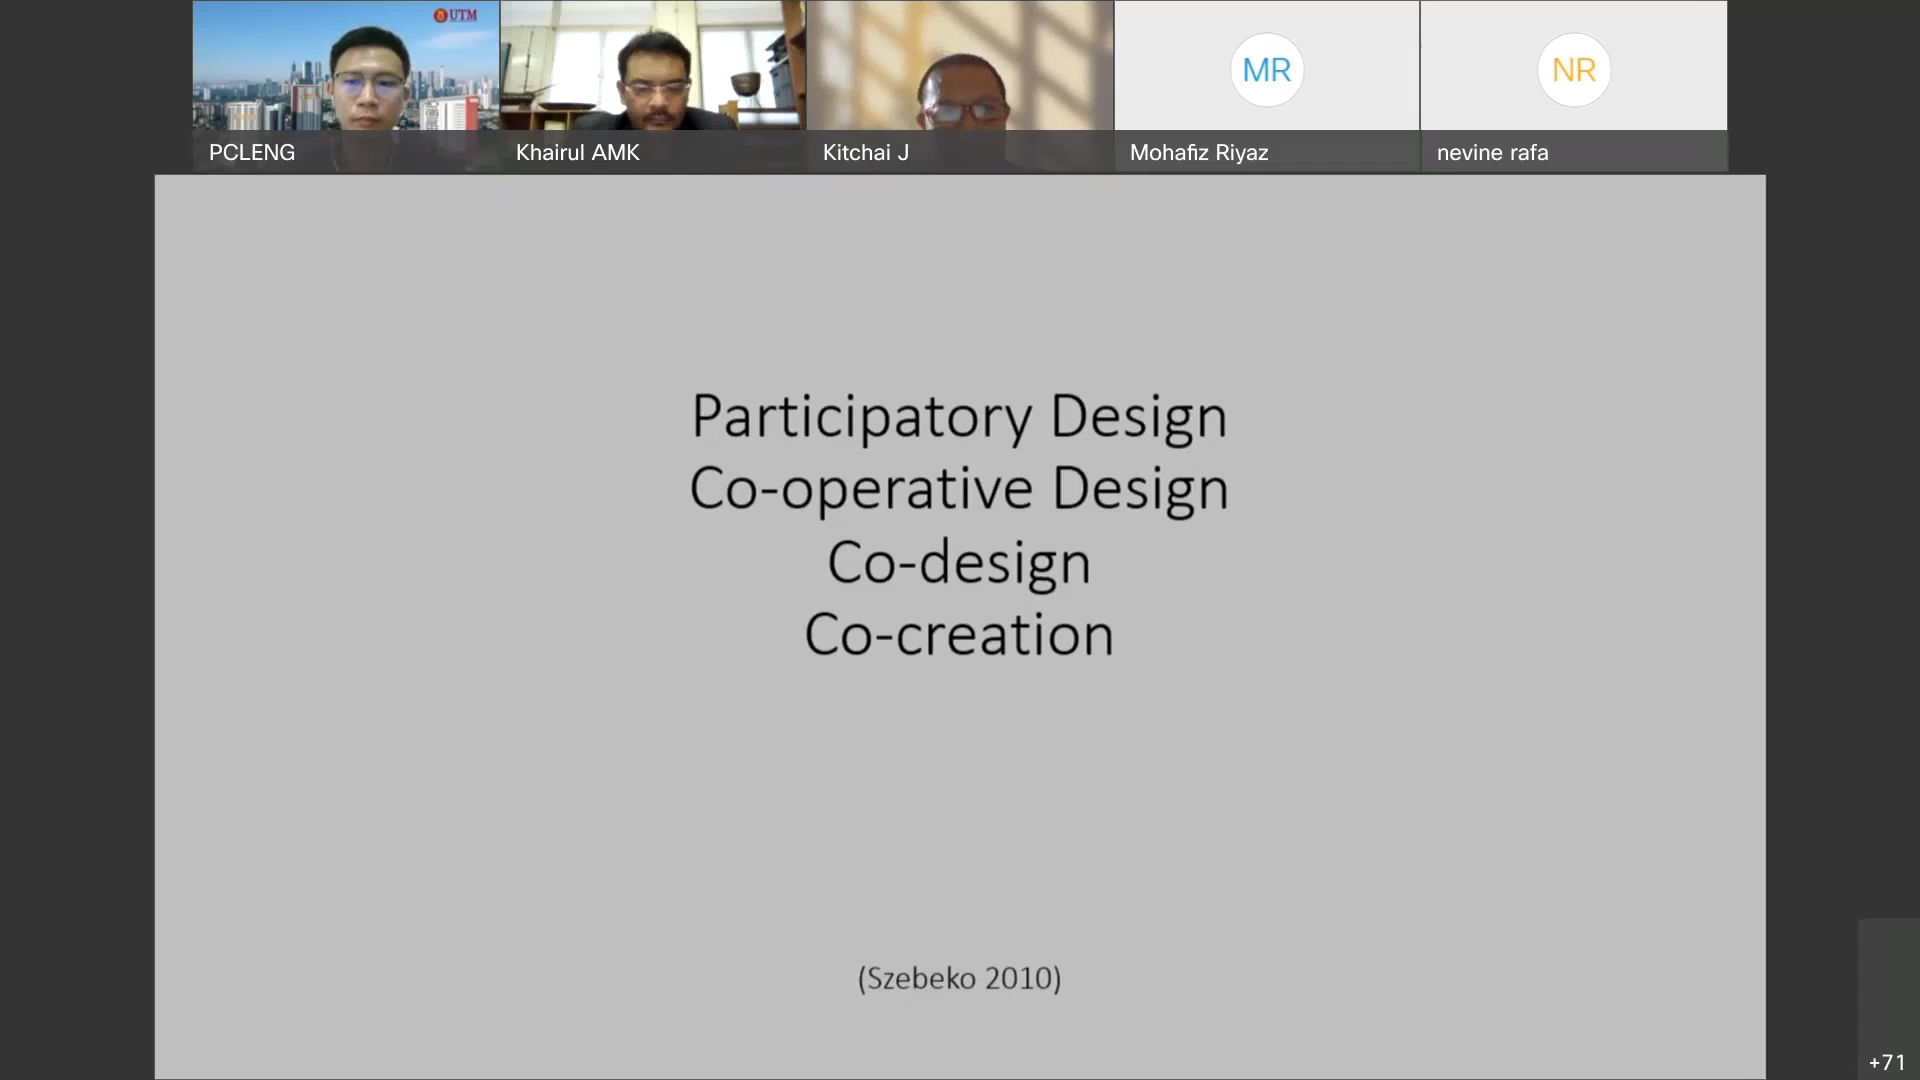 UTM
PCLENG
Khairul AMK
Kitchai J
MR
Mohafiz Riyaz
NR
nevine rafa
Participatory Design
Co-operative Design
Co-design
Co-creation
(Szebeko 2010)
+71